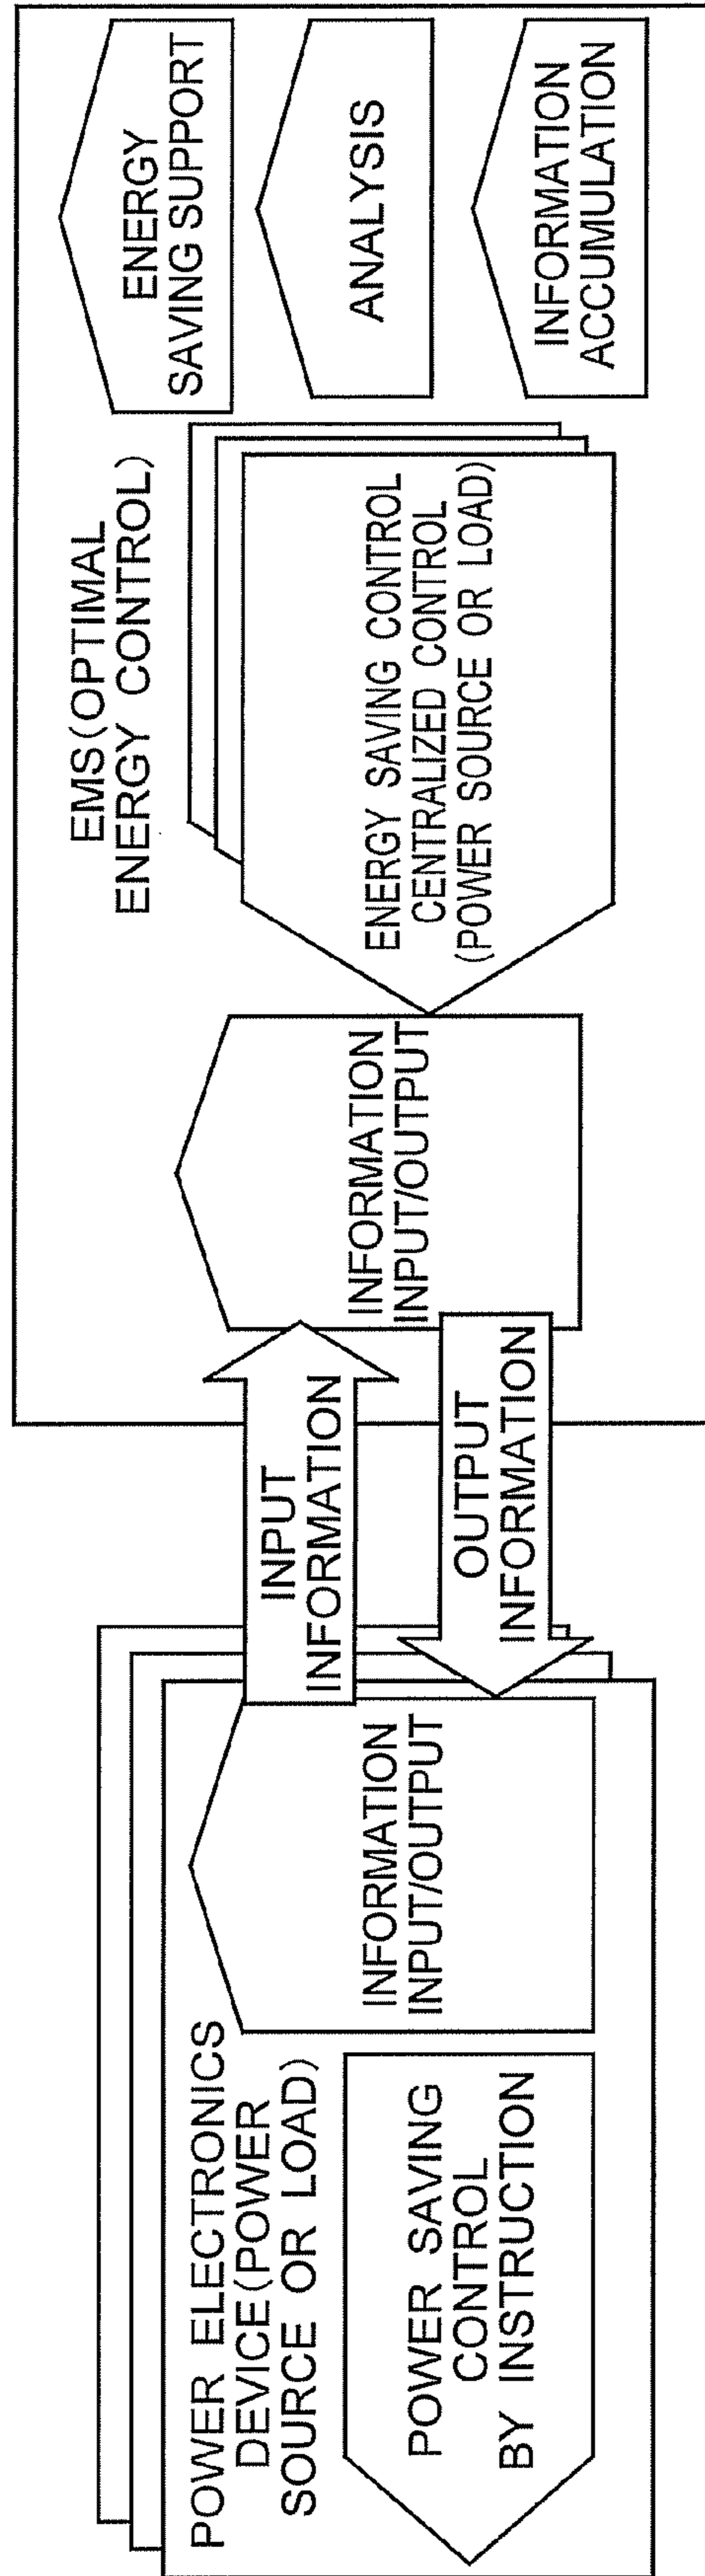 POWER ELECTRONICS
DEVICE(POWER
SOURCE OR LOAD)
POWER SAVING
CONTROL
BY INSTRUCTION
INFORMATION
INPUT/OUTPUT
INPUT
INFORMATION
OUTPUT
INFORMATION
INFORMATION
INPUT/OUTPUT
EMS(OPTIMAL
ENERGY CONTROL)
ENERGY SAVING CONTROL
CENTRALIZED CONTROL
(POWER SOURCE OR LOAD)
ENERGY
SAVING SUPPORT
ANALYSIS
INFORMATION
ACCUMULATION